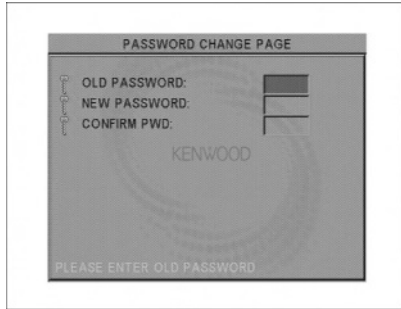 PASSWORD CHANGE PAGE
OLD PASSWORD:
NEW PASSWORD:
CONFIRM PWD:
KENWOOD
PLEASE ENTER OLD PASSWORD